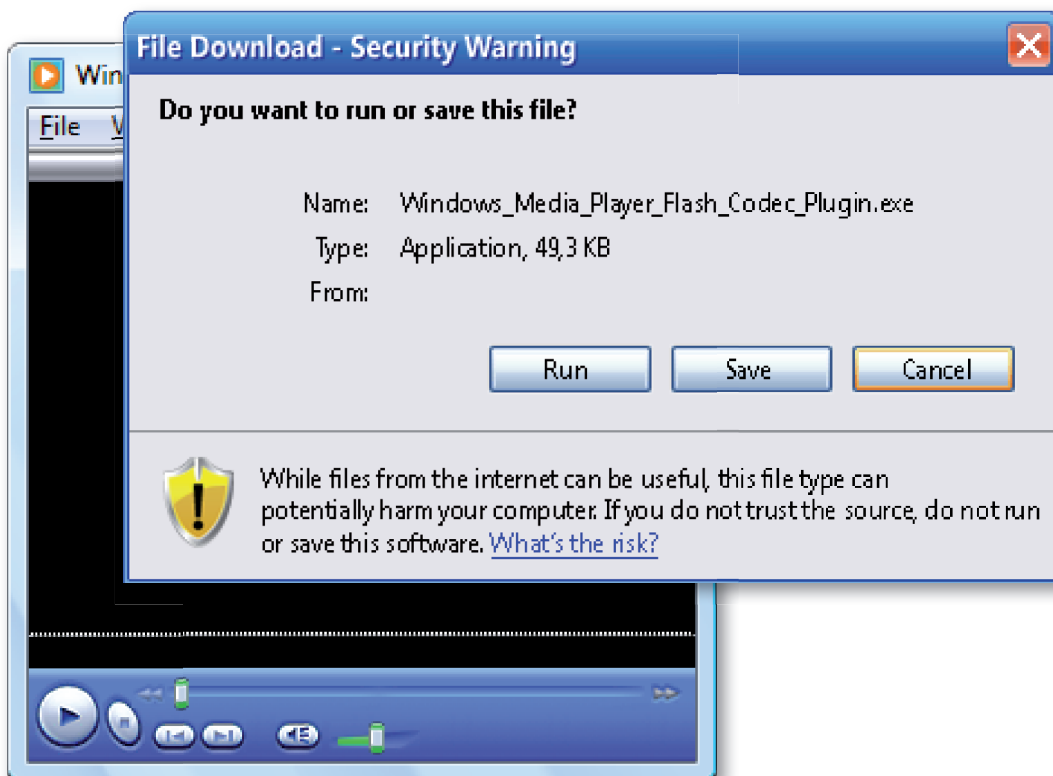 File Download - Security Warning
Win
File V
Do you want to run or save this file?
Name: Windows_Media_Player_Flash_Codec_Plugin.exe
Type: Application, 49,3 KB
From:
Run Save Cancel
While files from the internet can be useful, this file type can
potentially harm your computer. If you do not trust the source, do not run
or save this software. What's the risk?